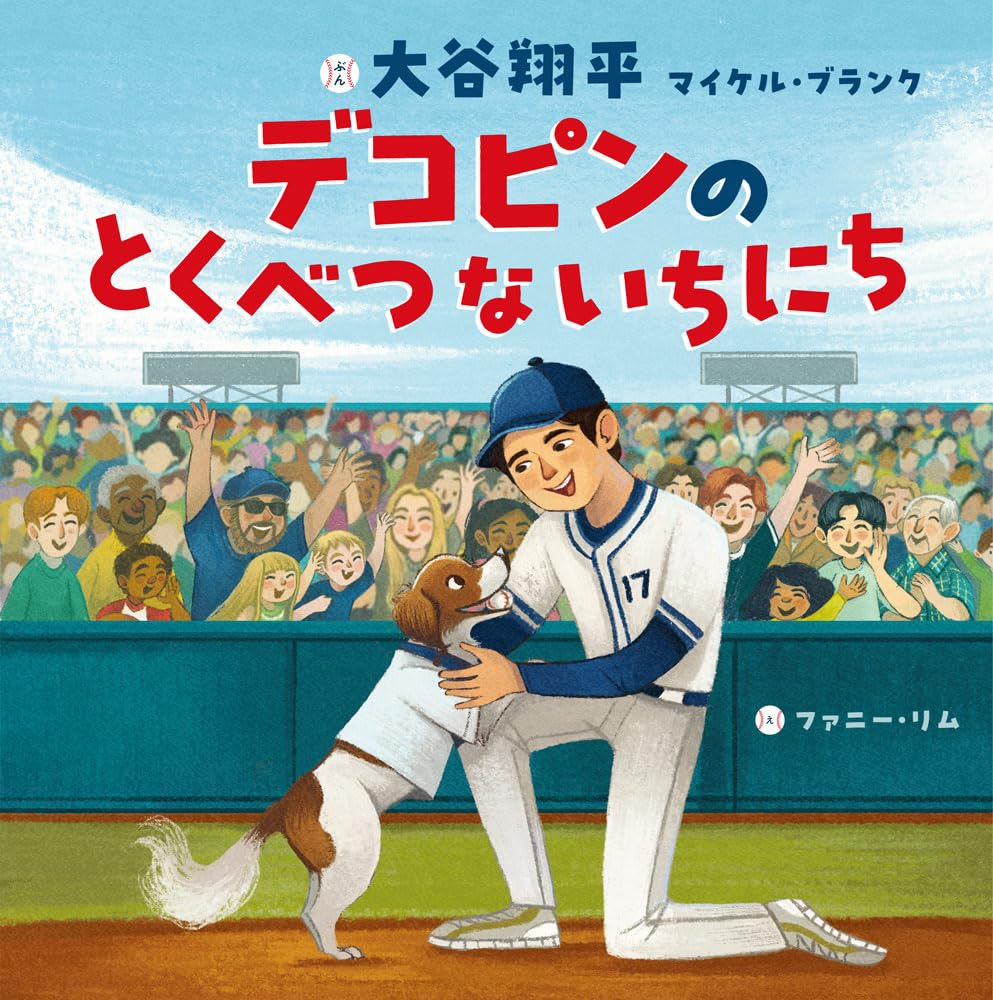 ぶん 大谷翔平 マイケル・ブランク
デコピンの
とくべつないちにち
17
え ファニー・リム